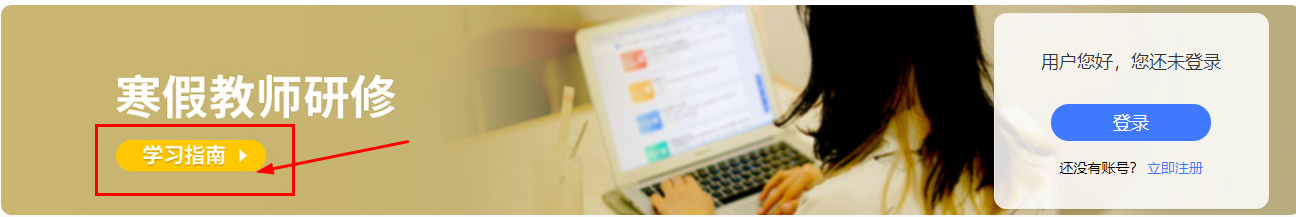 寒假教师研修
学习指南
用户您好，您还未登录
登录
还没有账号？ 立即注册